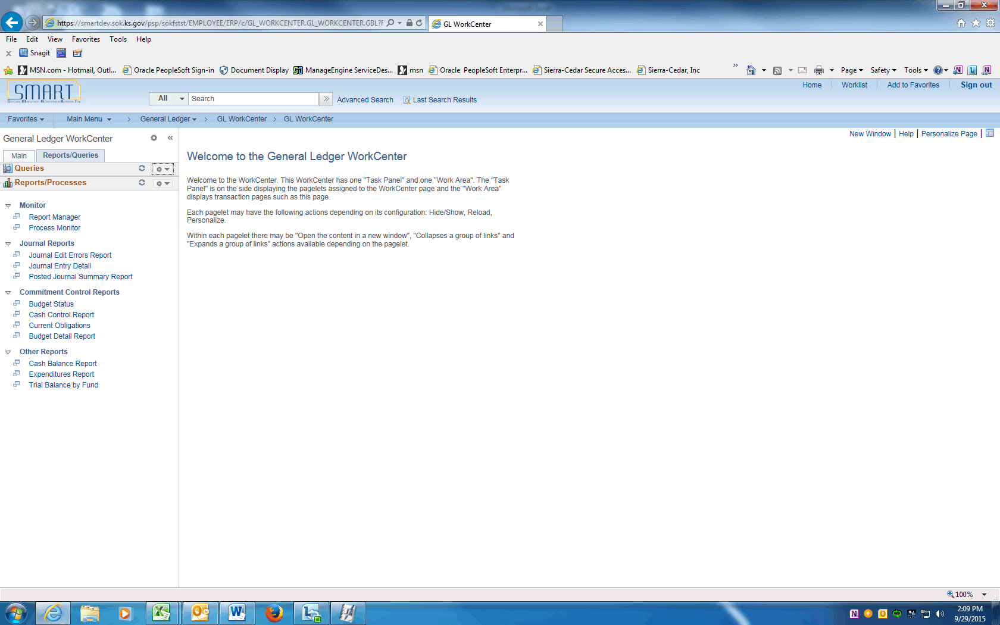 https://smartdev.sok.ks.gov/psp/sokfstst/EMPLOYEE/ERP/c/GL_WORKCENTER.GL_WORKCENTER.GBL?F
GL WorkCenter
File Edit View Favorites Tools Help
Snagit
MSN.com - Hotmail, Outl... Oracle PeopleSoft Sign-in Document Display ManageEngine ServiceDes... msn Oracle PeopleSoft Enterpr... Sierra-Cedar Secure Acces... Sierra-Cedar, Inc Page Safety Tools
SMART
Home Worklist Add to Favorites Sign out
All Search Advanced Search Last Search Results
Favorites Main Menu General Ledger GL WorkCenter GL WorkCenter
New Window Help Personalize Page
General Ledger WorkCenter
Main Reports/Queries
Queries
Reports/Processes
Monitor
Report Manager
Process Monitor
Journal Reports
Journal Edit Errors Report
Journal Entry Detail
Posted Journal Summary Report
Commitment Control Reports
Budget Status
Cash Control Report
Current Obligations
Budget Detail Report
Other Reports
Cash Balance Report
Expenditures Report
Trial Balance by Fund
Welcome to the General Ledger WorkCenter
Welcome to the WorkCenter. This WorkCenter has one "Task Panel" and one "Work Area". The "Task
Panel" is on the side displaying the pagelets assigned to the WorkCenter page and the "Work Area"
displays transaction pages such as this page.
Each pagelet may have the following actions depending on its configuration: Hide/Show, Reload,
Personalize.
Within each pagelet there may be "Open the content in a new window", "Collapses a group of links" and
"Expands a group of links" actions available depending on the pagelet.
100%
2:09 PM
9/29/2015